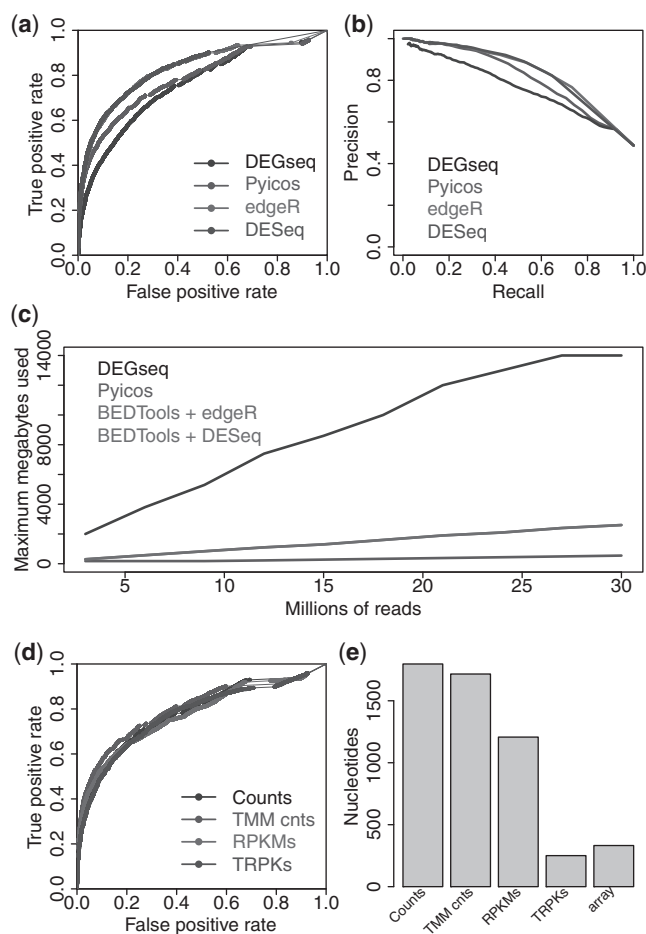 (a)
1.0
0.8
0.6
0.4
0.2
0.0
True positive rate
DEGseq
Pyicos
edgeR
DESeq
0.0 0.2 0.4 0.6 0.8 1.0
False positive rate
(b)
0.8
0.4
0.0
Precision
DEGseq
Pyicos
edgeR
DESeq
0.0 0.2 0.4 0.6 0.8 1.0
Recall
(c)
14000
8000
4000
0
Maximum megabytes used
DEGseq
Pyicos
BEDTools + edgeR
BEDTools + DESeq
5 10 15 20 25 30
Millions of reads
(d)
1.0
0.8
0.6
0.4
0.2
0.0
True positive rate
Counts
TMM cnts
RPKMs
TRPKs
0.0 0.2 0.4 0.6 0.8 1.0
False positive rate
(e)
1500
1000
500
0
Nucleotides
Counts
TMM cnts
RPKMs
TRPKs
array